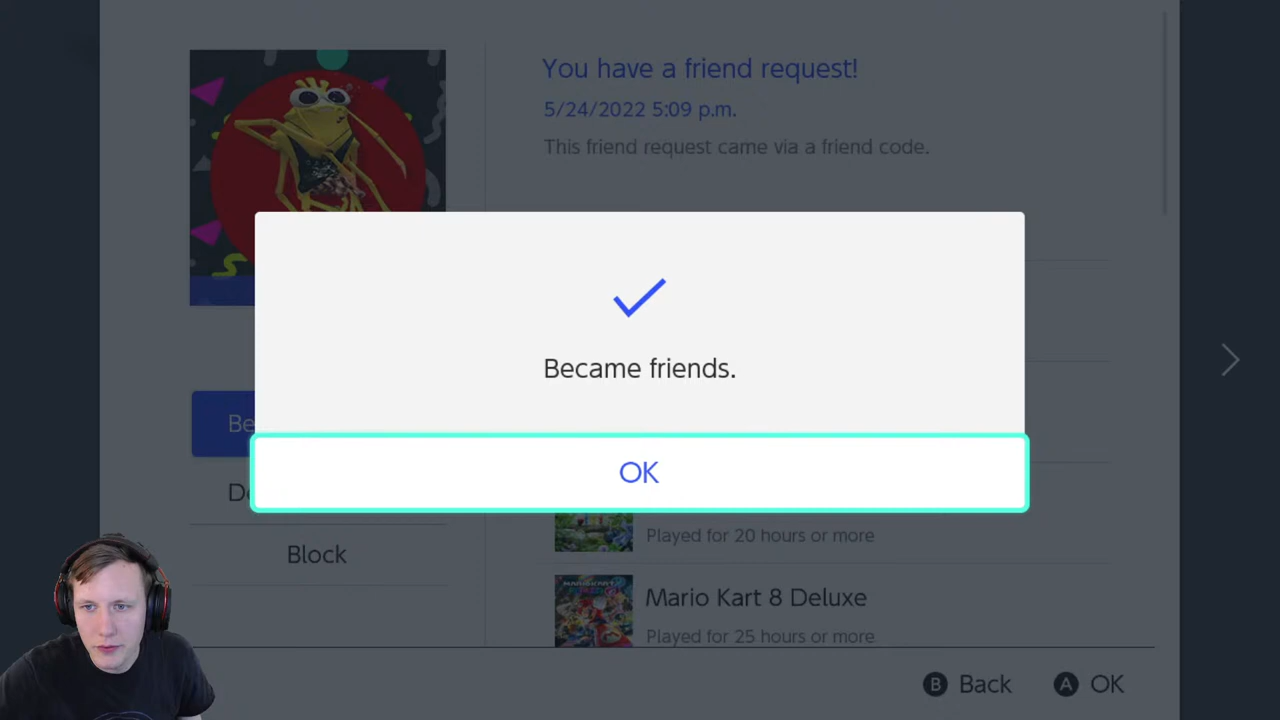 You have a friend request!
5/24/2022 5:09 p.m.
This friend request came via a friend code.
Became friends.
OK
Be
De
Block
Played for 20 hours or more
Mario Kart 8 Deluxe
Played for 25 hours or more
B Back
A OK